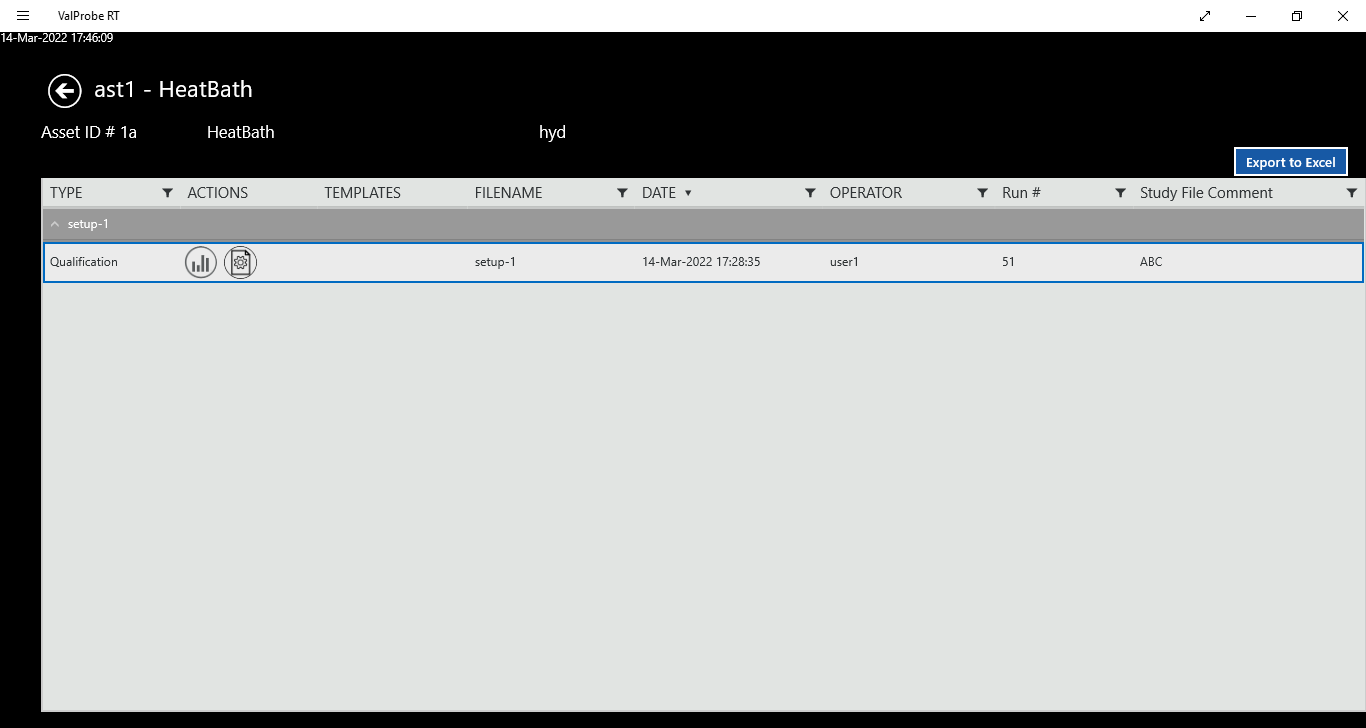 ValProbe RT
14-Mar-2022 17:46:09
ast1 - HeatBath
Asset ID # 1a HeatBath hyd
Export to Excel
TYPE ACTIONS TEMPLATES FILENAME DATE OPERATOR Run # Study File Comment
setup-1
Qualification setup-1 14-Mar-2022 17:28:35 user1 51 ABC